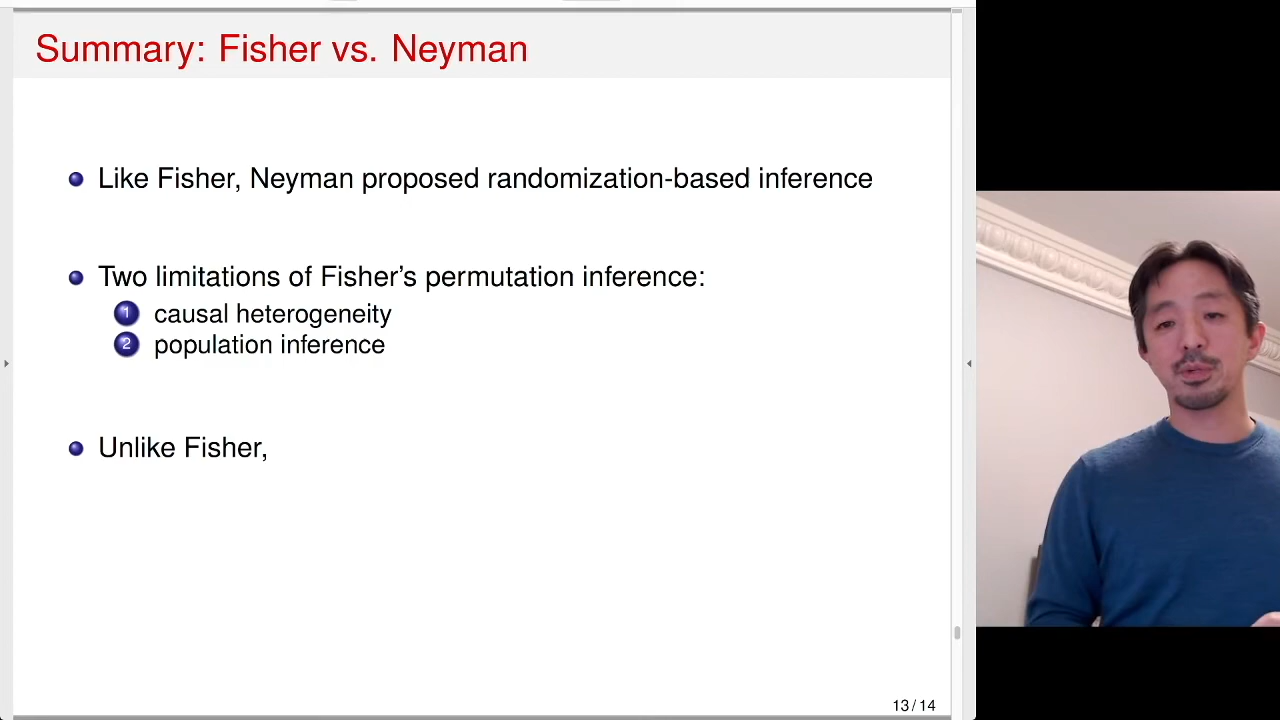 Summary: Fisher vs. Neyman
Like Fisher, Neyman proposed randomization-based inference
Two limitations of Fisher's permutation inference:
1 causal heterogeneity
2 population inference
Unlike Fisher,
13 / 14